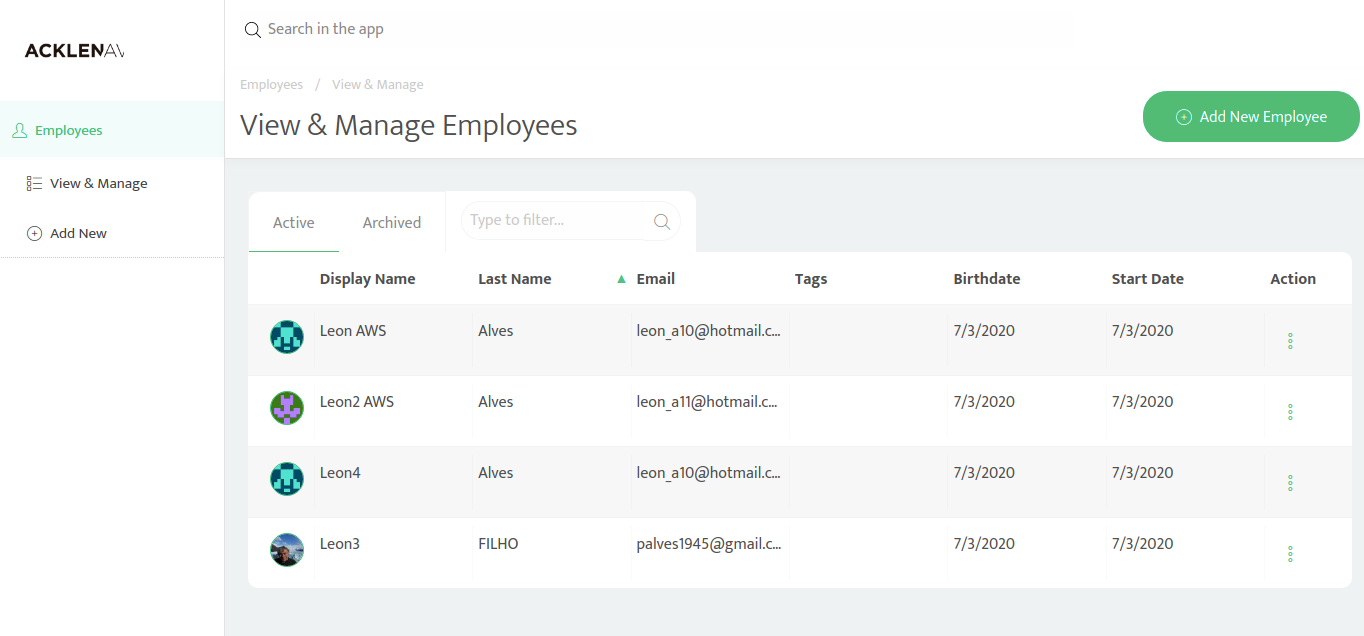 ACKLENAV
Search in the app
Employees / View & Manage
View & Manage Employees
Add New Employee
Employees
View & Manage
Add New
Active Archived Type to filter...
Display Name Last Name ▲ Email Tags Birthdate Start Date Action
Leon AWS Alves leon_a10@hotmail.c... 7/3/2020 7/3/2020
Leon2 AWS Alves leon_a11@hotmail.c... 7/3/2020 7/3/2020
Leon4 Alves leon_a10@hotmail.c... 7/3/2020 7/3/2020
Leon3 FILHO palves1945@gmail.c... 7/3/2020 7/3/2020